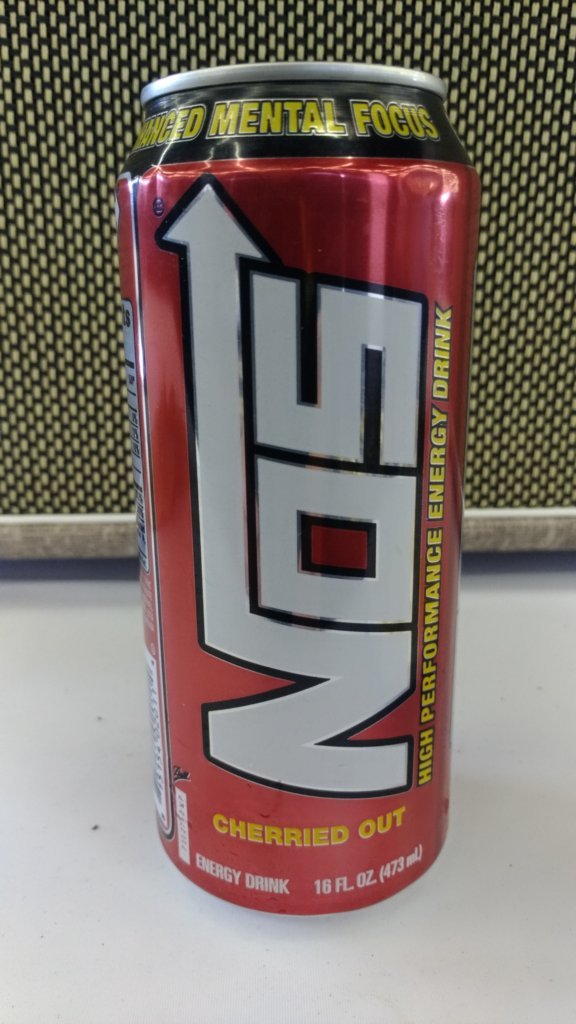 MENTAL FOCUS
NOS
HIGH PERFORMANCE ENERGY DRINK
CHERRIED OUT
ENERGY DRINK 16 FL. OZ. (473 ml)